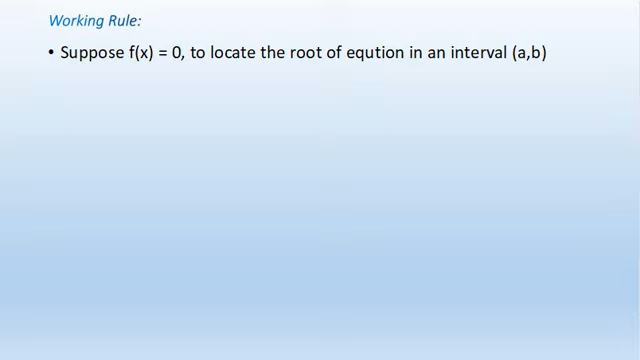 Working Rule:
• Suppose f(x) = 0, to locate the root of eqution in an interval (a,b)